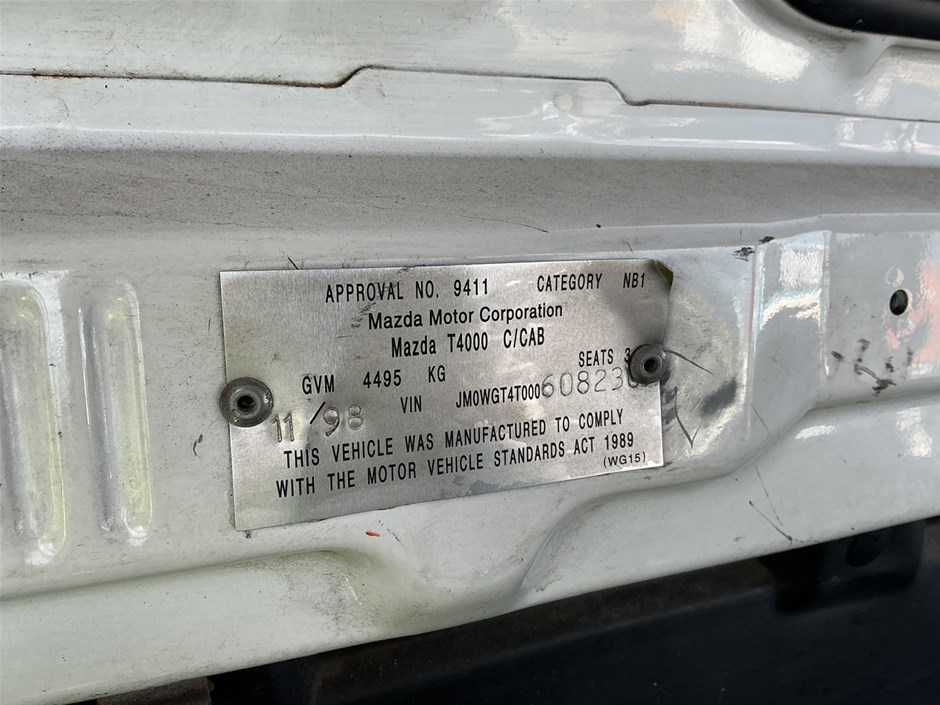 APPROVAL NO. 9411 CATEGORY NB1
Mazda Motor Corporation
Mazda T4000 C/CAB
SEATS 3
GVM 4495 KG
VIN JM0WGT4T000608230
11/98
THIS VEHICLE WAS MANUFACTURED TO COMPLY
WITH THE MOTOR VEHICLE STANDARDS ACT 1989
(WG15)